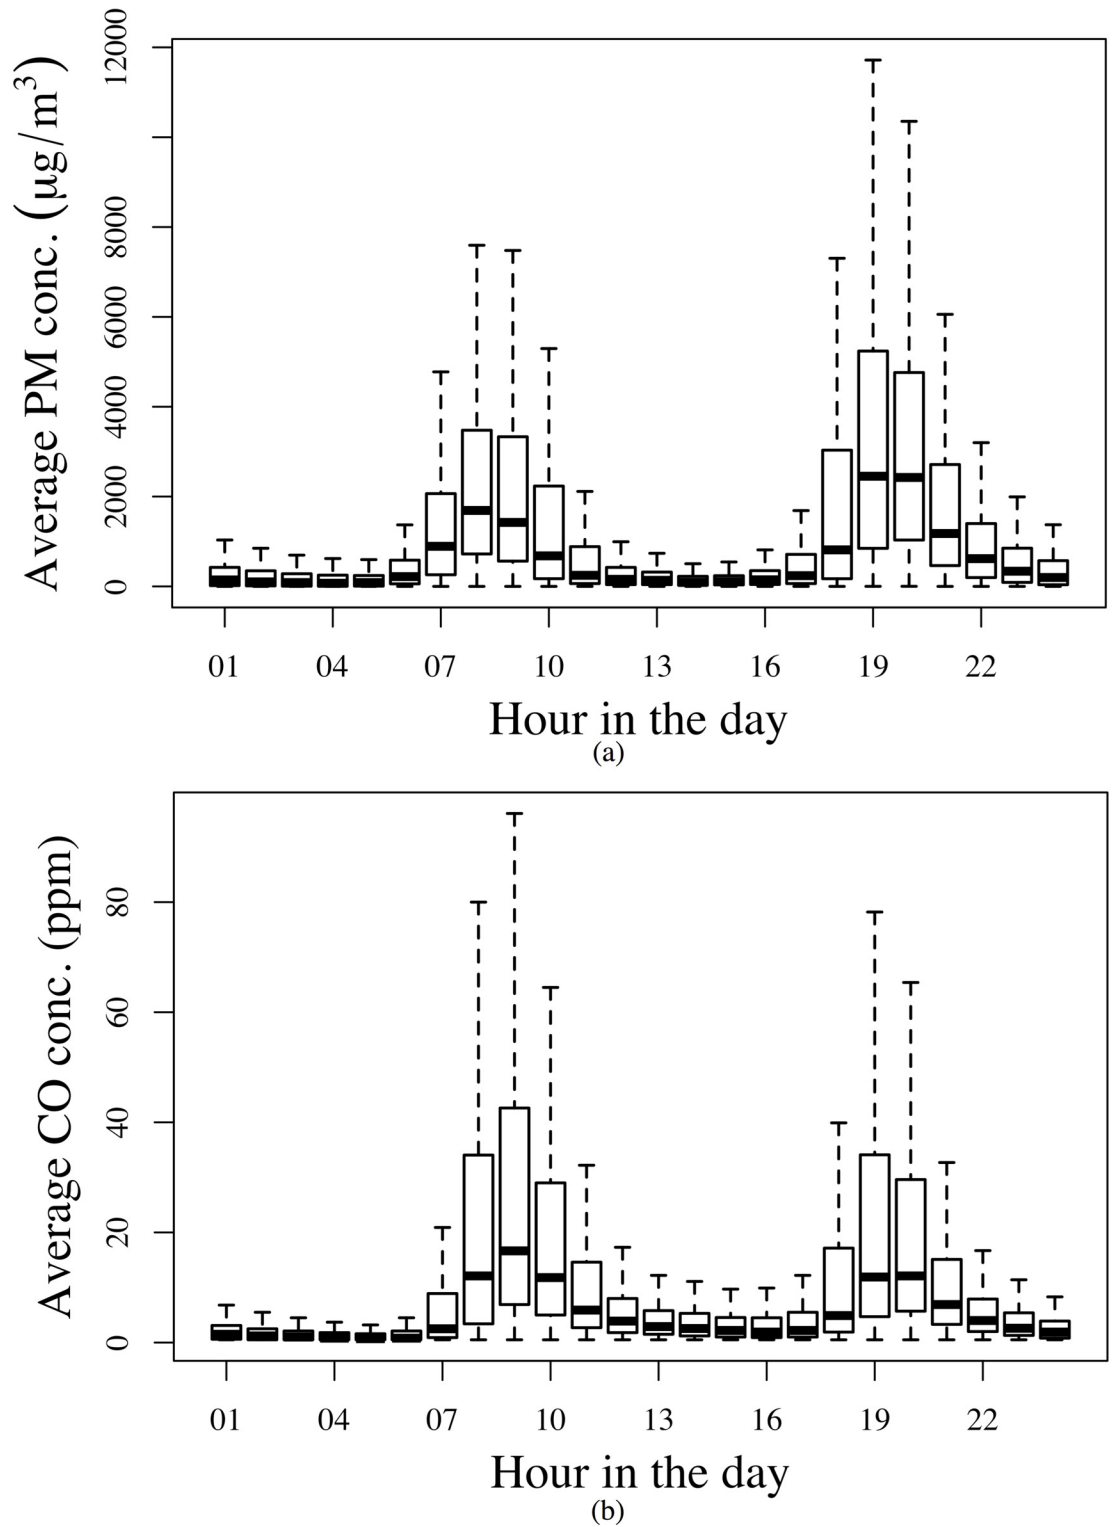 Average PM conc. (μg/m³)
12000
8000
6000
4000
2000
0
01 04 07 10 13 16 19 22
Hour in the day
(a)
Average CO conc. (ppm)
80
60
40
20
0
01 04 07 10 13 16 19 22
Hour in the day
(b)